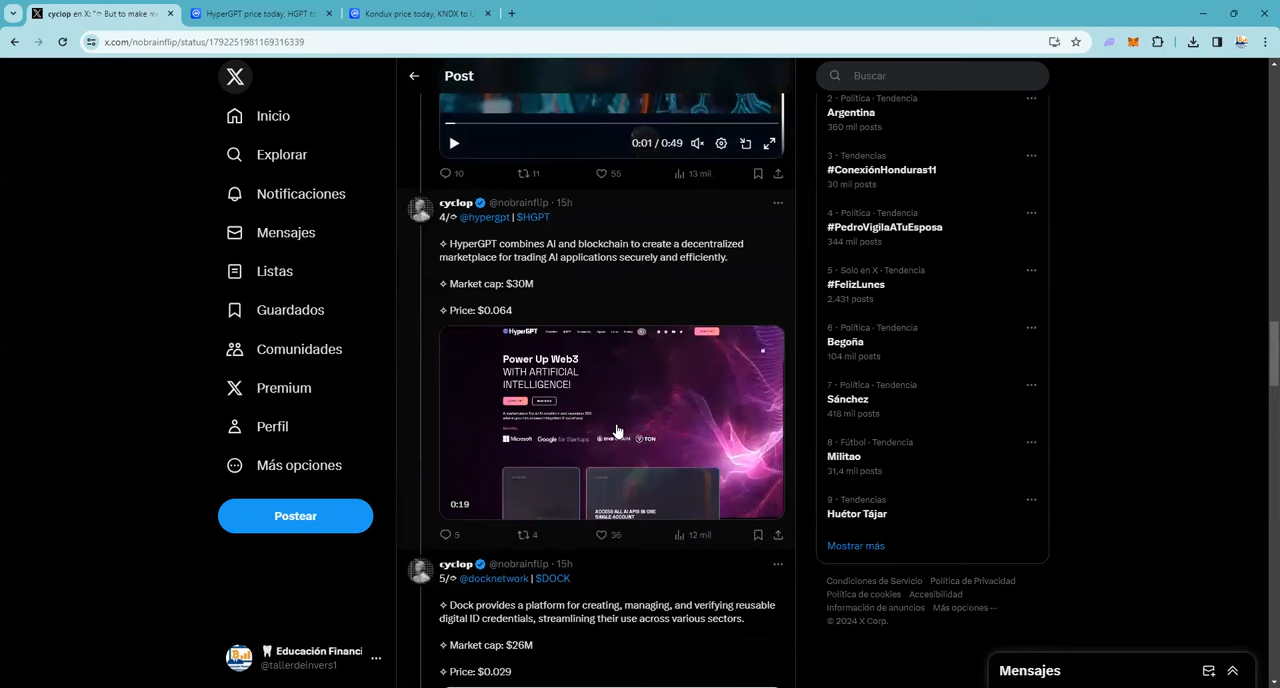 cyclop en X: "
But to make m
HyperGPT price today, HGPT to
Kondux price today, KNDX to U
x.com/nobrainflip/status/1792251981169316339
Inicio
Explorar
Notificaciones
Mensajes
Listas
Guardados
Comunidades
Premium
Perfil
Más opciones
Postear
Educación Financi
@tallerdeinvers1
Post
0:01 / 0:49
10
11
55
13 mil
cyclop @nobrainflip · 15h
4/ @hypergpt | $HGPT
✧ HyperGPT combines AI and blockchain to create a decentralized
marketplace for trading AI applications securely and efficiently.
✧ Market cap: $30M
✧ Price: $0.064
HyperGPT
Power Up Web3
WITH ARTIFICIAL
INTELLIGENCE!
Microsoft
Google for Startups
TON
ACCESS ALL AI APIS IN ONE
SINGLE ACCOUNT
0:19
5
4
36
12 mil
cyclop @nobrainflip · 15h
5/ @docknetwork | $DOCK
✧ Dock provides a platform for creating, managing, and verifying reusable
digital ID credentials, streamlining their use across various sectors.
✧ Market cap: $26M
✧ Price: $0.029
Buscar
2 · Política · Tendencia
Argentina
360 mil posts
3 · Tendencias
#ConexiónHonduras11
30 mil posts
4 · Política · Tendencia
#PedroVigilaATuEsposa
344 mil posts
5 · Solo en X · Tendencia
#FelizLunes
2.431 posts
6 · Política · Tendencia
Begoña
104 mil posts
7 · Política · Tendencia
Sánchez
418 mil posts
8 · Fútbol · Tendencia
Militao
31,4 mil posts
9 · Tendencias
Huétor Tájar
Mostrar más
Condiciones de Servicio Política de Privacidad
Política de cookies Accesibilidad
Información de anuncios Más opciones ···
© 2024 X Corp.
Mensajes